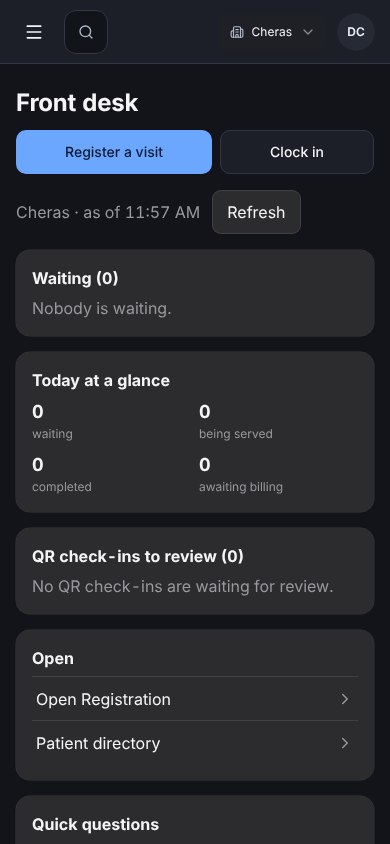 Cheras
DC
Front desk
Register a visit
Clock in
Cheras · as of 11:57 AM
Refresh
Waiting (0)
Nobody is waiting.
Today at a glance
0
waiting
0
being served
0
completed
0
awaiting billing
QR check-ins to review (0)
No QR check-ins are waiting for review.
Open
Open Registration
Patient directory
Quick questions